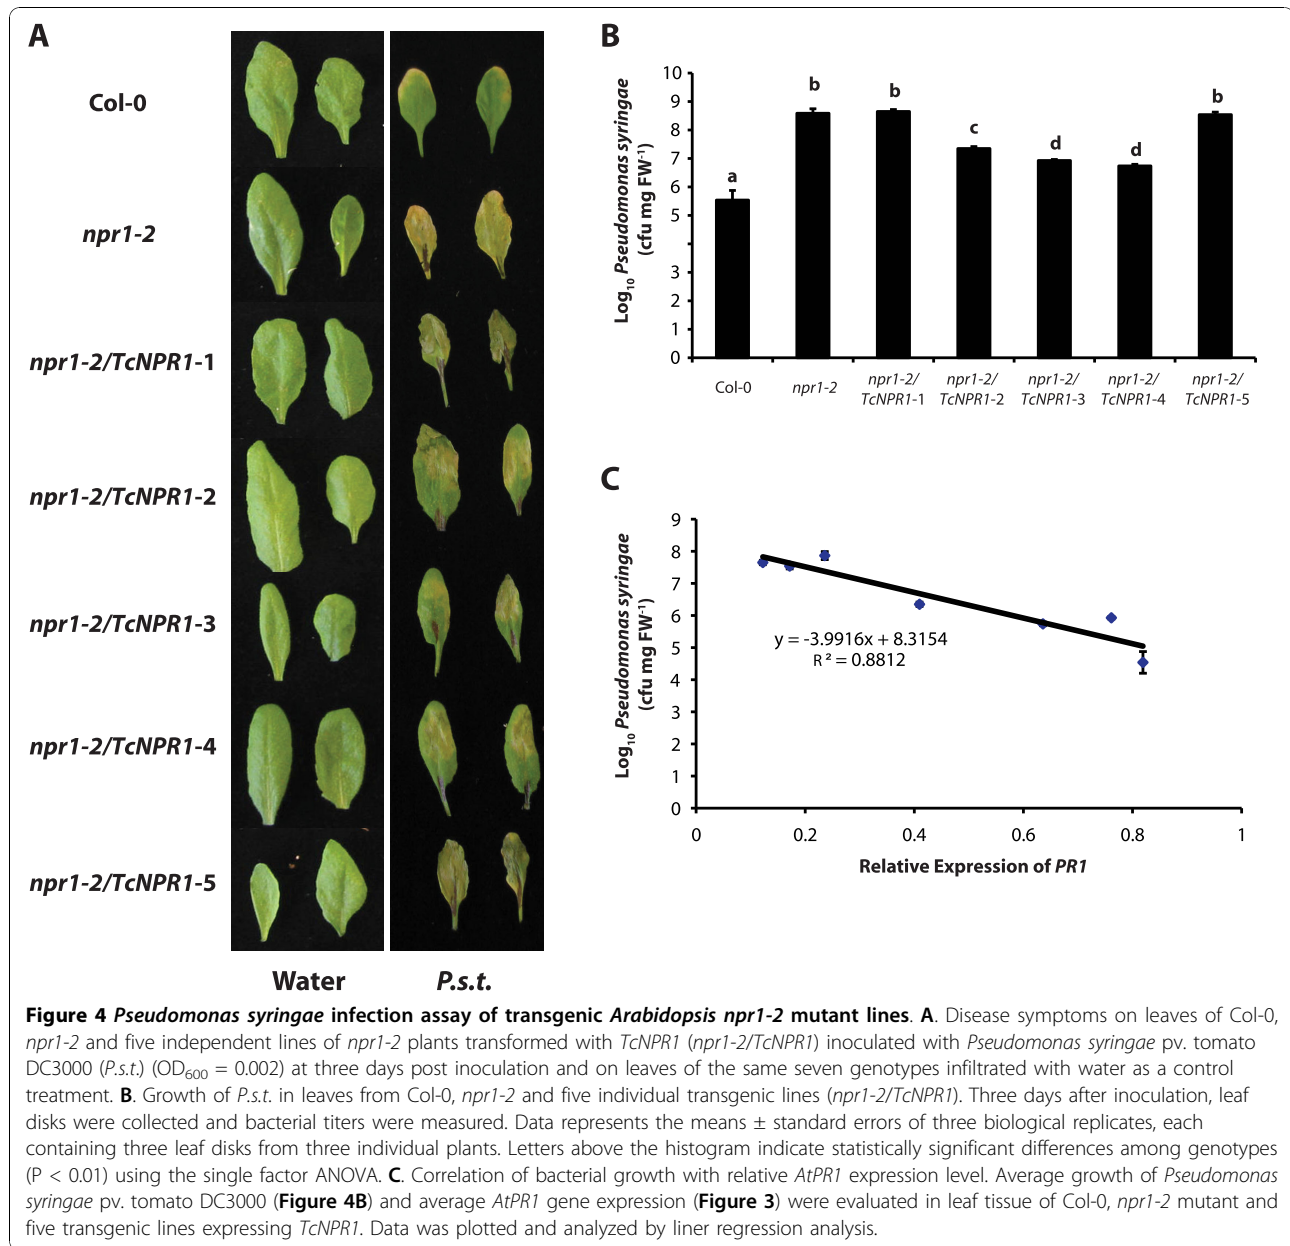 A
Col-0
npr1-2
npr1-2/TcNPR1-1
npr1-2/TcNPR1-2
npr1-2/TcNPR1-3
npr1-2/TcNPR1-4
npr1-2/TcNPR1-5
Water
P.s.t.
B
Log10 Pseudomonas syringae
(cfu mg FW-1)
10
9
8
7
6
5
3
2
1
0
a
b
b
c
d
d
b
Col-0
npr1-2
npr1-2/
TcNPR1-1
npr1-2/
TcNPR1-2
npr1-2/
TcNPR1-3
npr1-2/
TcNPR1-4
npr1-2/
TcNPR1-5
C
Log10 Pseudomonas syringae
(cfu mg FW-1)
9
8
7
6
5
4
3
2
1
0
y = -3.9916x + 8.3154
R² = 0.8812
0
0.2
0.4
0.6
0.8
1
Relative Expression of PR1
Figure 4 Pseudomonas syringae infection assay of transgenic Arabidopsis npr1-2 mutant lines. A. Disease symptoms on leaves of Col-0,
npr1-2 and five independent lines of npr1-2 plants transformed with TcNPR1 (npr1-2/TcNPR1) inoculated with Pseudomonas syringae pv. tomato
DC3000 (P.s.t.) (OD600 = 0.002) at three days post inoculation and on leaves of the same seven genotypes infiltrated with water as a control
treatment. B. Growth of P.s.t. in leaves from Col-0, npr1-2 and five individual transgenic lines (npr1-2/TcNPR1). Three days after inoculation, leaf
disks were collected and bacterial titers were measured. Data represents the means ± standard errors of three biological replicates, each
containing three leaf disks from three individual plants. Letters above the histogram indicate statistically significant differences among genotypes
(P < 0.01) using the single factor ANOVA. C. Correlation of bacterial growth with relative AtPR1 expression level. Average growth of Pseudomonas
syringae pv. tomato DC3000 (Figure 4B) and average AtPR1 gene expression (Figure 3) were evaluated in leaf tissue of Col-0, npr1-2 mutant and
five transgenic lines expressing TcNPR1. Data was plotted and analyzed by liner regression analysis.